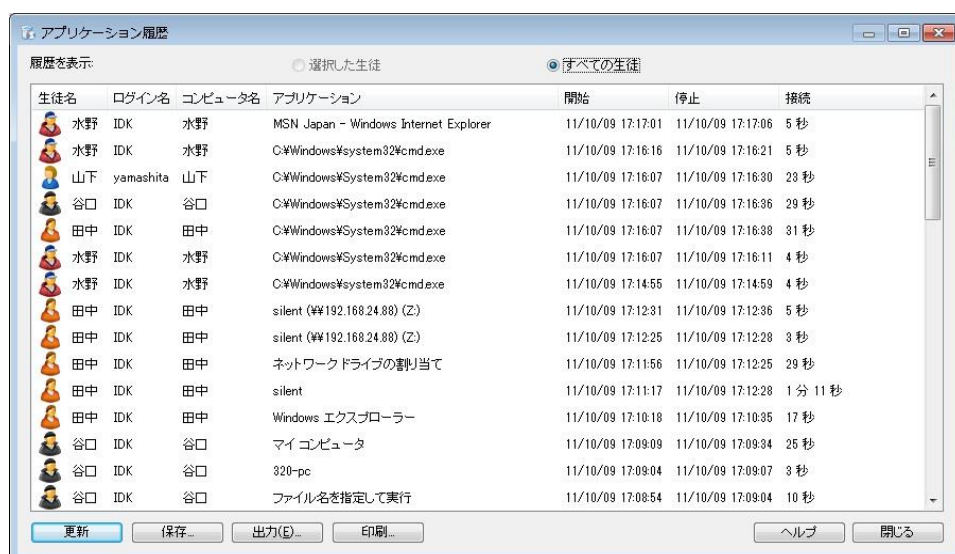 アプリケーション履歴
履歴を表示: 選択した生徒 すべての生徒
生徒名 ログイン名 コンピュータ名 アプリケーション 開始 停止 接続
水野 IDK 水野 MSN Japan - Windows Internet Explorer 11/10/09 17:17:01 11/10/09 17:17:06 5 秒
水野 IDK 水野 C:¥Windows¥system32¥cmd.exe 11/10/09 17:16:16 11/10/09 17:16:21 5 秒
山下 yamashita 山下 C:¥Windows¥System32¥cmd.exe 11/10/09 17:16:07 11/10/09 17:16:30 23 秒
谷口 IDK 谷口 C:¥Windows¥System32¥cmd.exe 11/10/09 17:16:07 11/10/09 17:16:36 29 秒
田中 IDK 田中 C:¥Windows¥System32¥cmd.exe 11/10/09 17:16:07 11/10/09 17:16:38 31 秒
水野 IDK 水野 C:¥Windows¥System32¥cmd.exe 11/10/09 17:16:07 11/10/09 17:16:11 4 秒
水野 IDK 水野 C:¥Windows¥System32¥cmd.exe 11/10/09 17:14:55 11/10/09 17:14:59 4 秒
田中 IDK 田中 silent (¥¥192.168.24.88) (Z:) 11/10/09 17:12:31 11/10/09 17:12:36 5 秒
田中 IDK 田中 silent (¥¥192.168.24.88) (Z:) 11/10/09 17:12:25 11/10/09 17:12:28 3 秒
田中 IDK 田中 ネットワーク ドライブの割り当て 11/10/09 17:11:56 11/10/09 17:12:25 29 秒
田中 IDK 田中 silent 11/10/09 17:11:17 11/10/09 17:12:28 1 分 11 秒
田中 IDK 田中 Windows エクスプローラー 11/10/09 17:10:18 11/10/09 17:10:35 17 秒
谷口 IDK 谷口 マイ コンピュータ 11/10/09 17:09:09 11/10/09 17:09:34 25 秒
谷口 IDK 谷口 320-pc 11/10/09 17:09:04 11/10/09 17:09:07 3 秒
谷口 IDK 谷口 ファイル名を指定して実行 11/10/09 17:08:54 11/10/09 17:09:04 10 秒
更新 保存... 出力(E)... 印刷... ヘルプ 閉じる